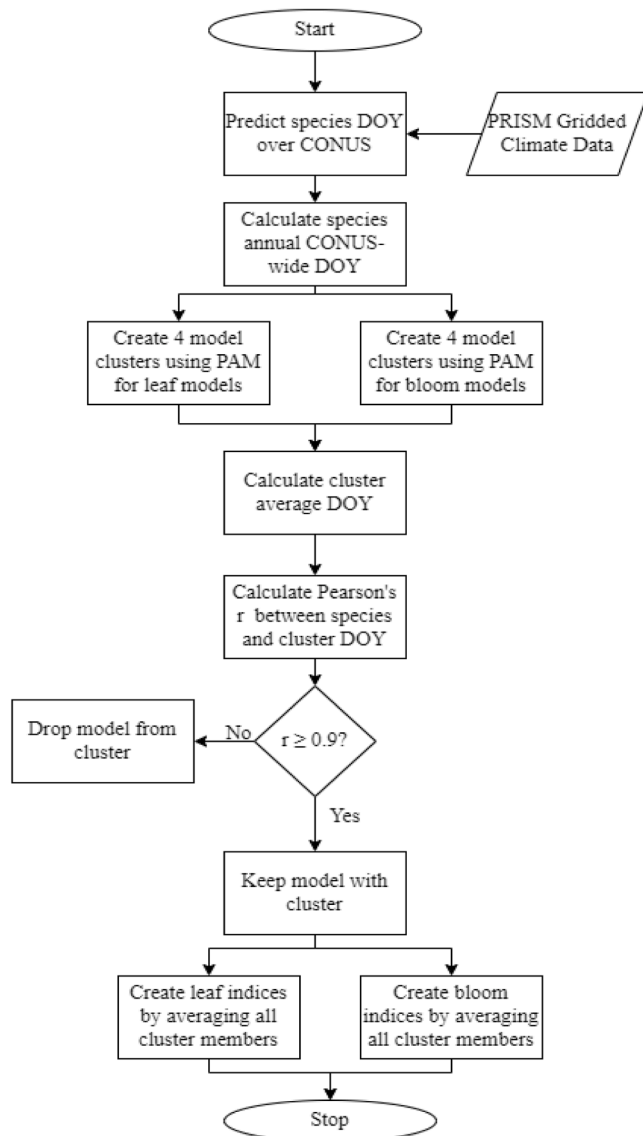 Start
Predict species DOY
over CONUS
PRISM Gridded
Climate Data
Calculate species
annual CONUS-
wide DOY
Create 4 model
clusters using PAM
for leaf models
Create 4 model
clusters using PAM
for bloom models
Calculate cluster
average DOY
Calculate Pearson's
r between species
and cluster DOY
Drop model from
cluster
No
r ≥ 0.9?
Yes
Keep model with
cluster
Create leaf indices
by averaging all
cluster members
Create bloom
indices by averaging
all cluster members
Stop